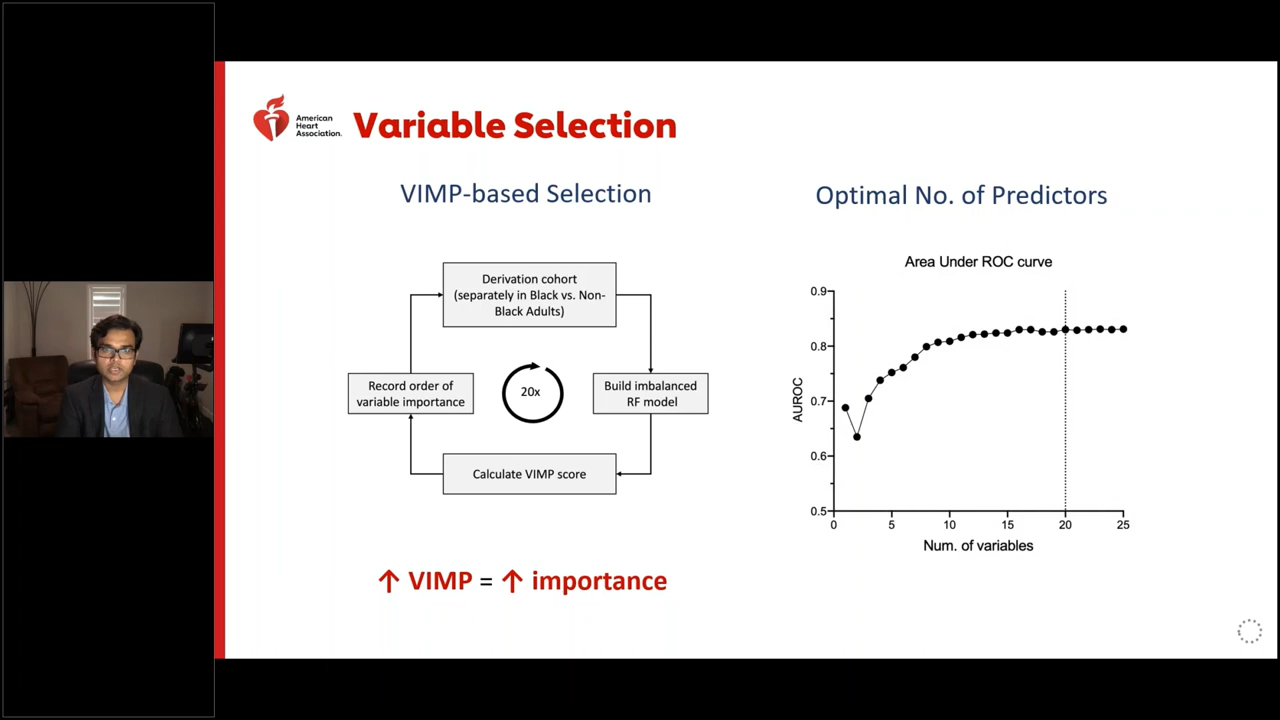 American
Heart
Association.
Variable Selection
VIMP-based Selection
Derivation cohort
(separately in Black vs. Non-
Black Adults)
Record order of
variable importance
20x
Build imbalanced
RF model
Calculate VIMP score
↑ VIMP = ↑ importance
Optimal No. of Predictors
Area Under ROC curve
0.9
0.8
0.7
0.6
0.5
AUROC
0 5 10 15 20 25
Num. of variables